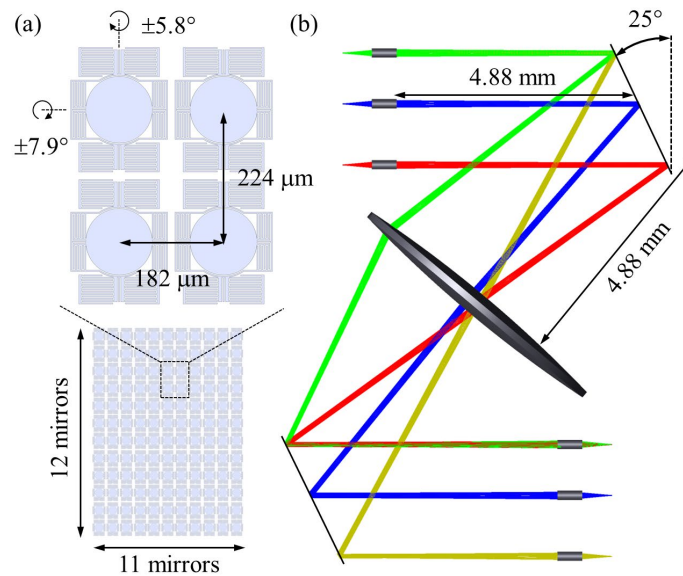 (a)
±5.8°
±7.9°
224 μm
182 μm
12 mirrors
11 mirrors
(b)
25°
4.88 mm
4.88 mm